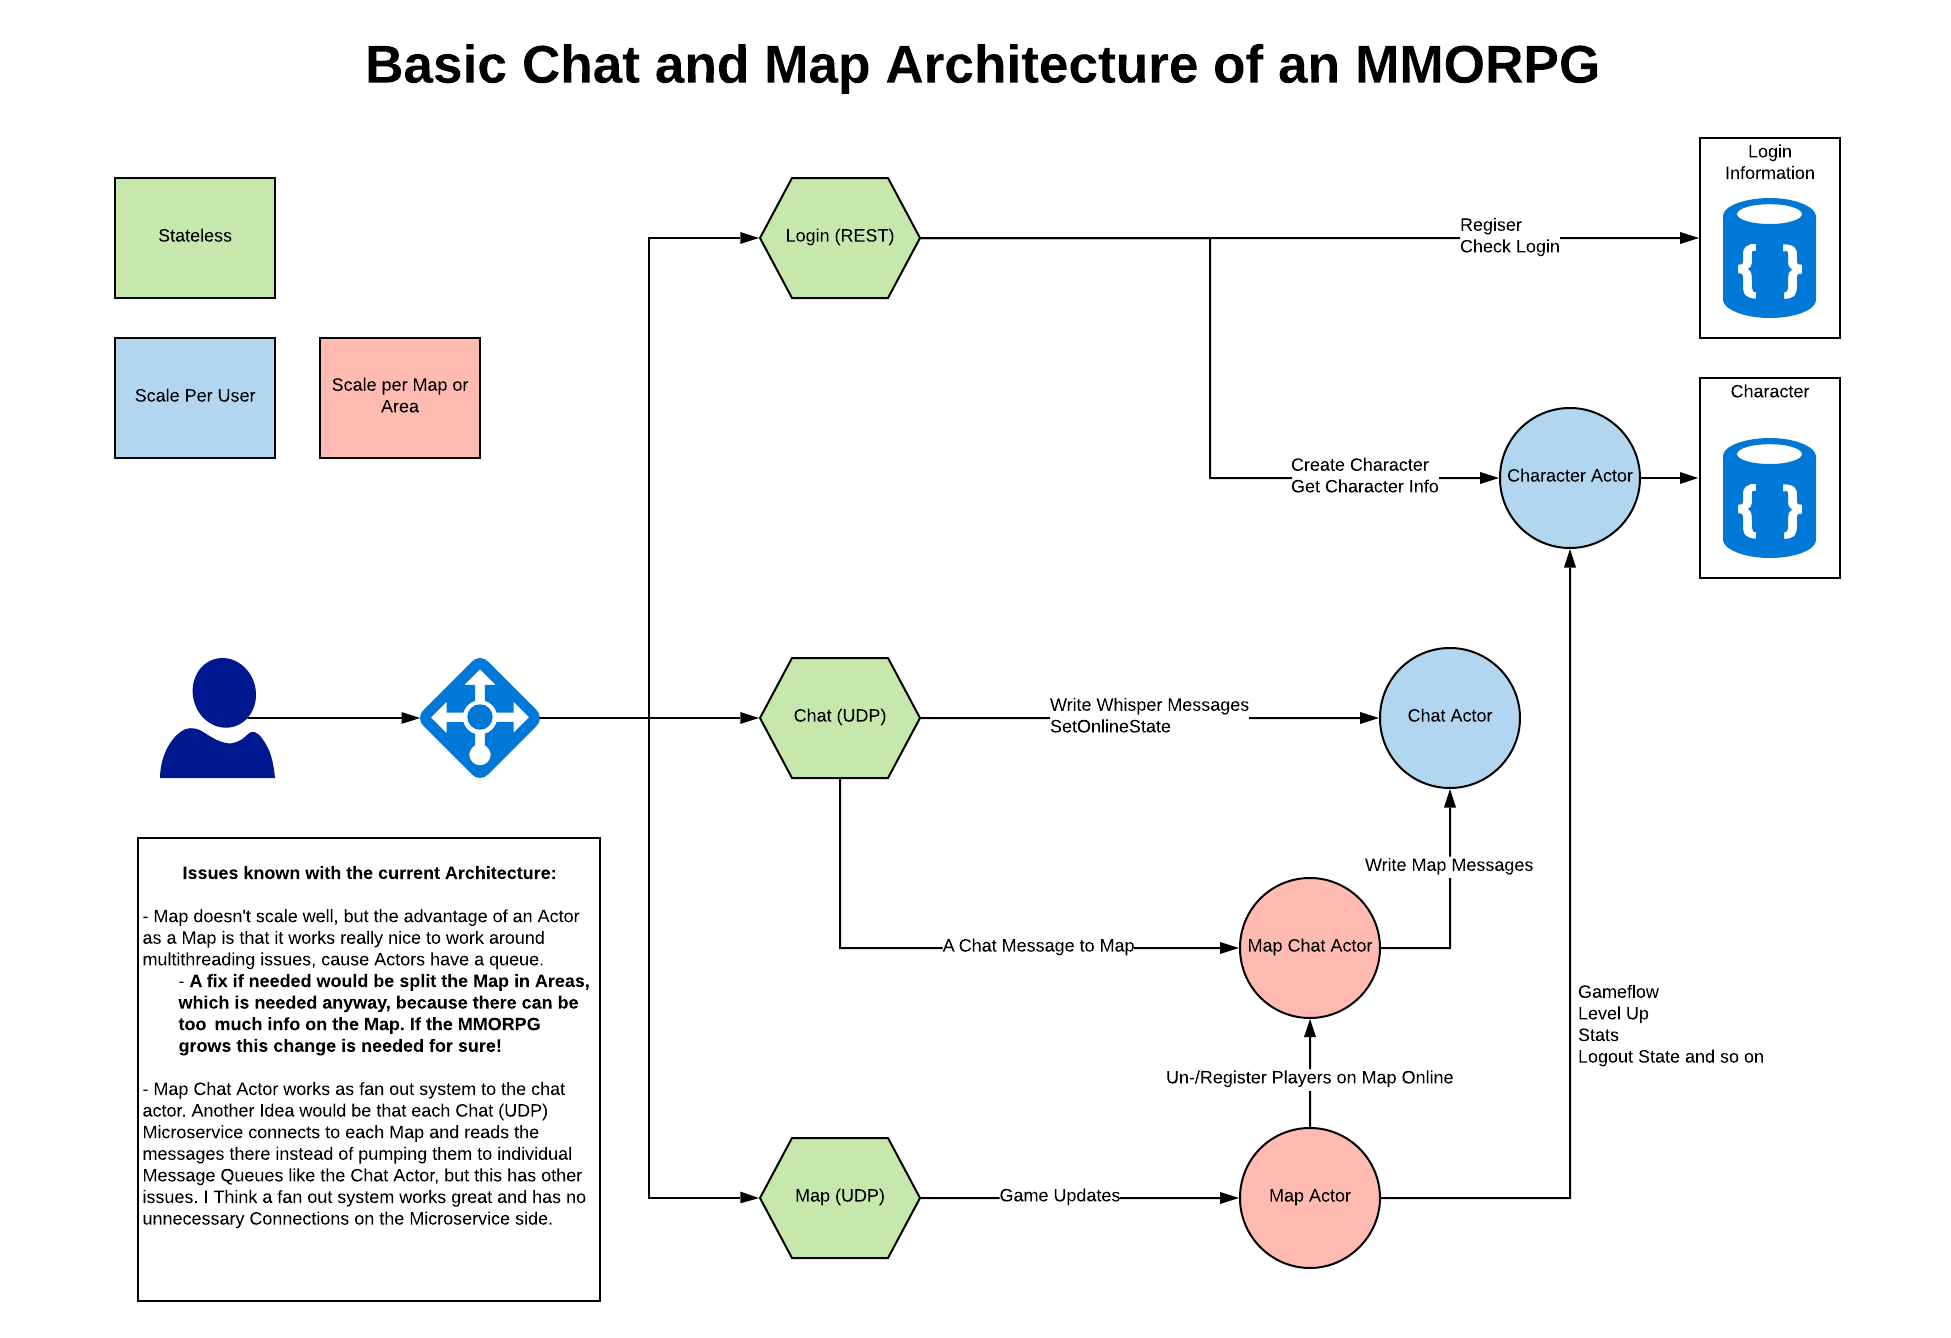 Basic Chat and Map Architecture of an MMORPG
Stateless
Scale Per User
Scale per Map or
Area
Login (REST)
Regiser
Check Login
Login
Information
{ }
Create Character
Get Character Info
Character Actor
Character
{ }
Chat (UDP)
Write Whisper Messages
SetOnlineState
Chat Actor
Write Map Messages
A Chat Message to Map
Map Chat Actor
Un-/Register Players on Map Online
Gameflow
Level Up
Stats
Logout State and so on
Map (UDP)
Game Updates
Map Actor
Issues known with the current Architecture:
- Map doesn't scale well, but the advantage of an Actor
as a Map is that it works really nice to work around
multithreading issues, cause Actors have a queue.
- A fix if needed would be split the Map in Areas,
which is needed anyway, because there can be
too much info on the Map. If the MMORPG
grows this change is needed for sure!
- Map Chat Actor works as fan out system to the chat
actor. Another Idea would be that each Chat (UDP)
Microservice connects to each Map and reads the
messages there instead of pumping them to individual
Message Queues like the Chat Actor, but this has other
issues. I Think a fan out system works great and has no
unnecessary Connections on the Microservice side.